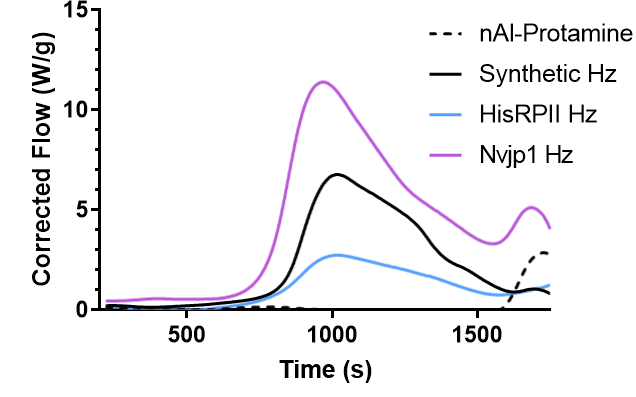 15
10
5
0
Corrected Flow (W/g)
500
1000
1500
Time (s)
nAl-Protamine
Synthetic Hz
HisRPII Hz
Nvjp1 Hz